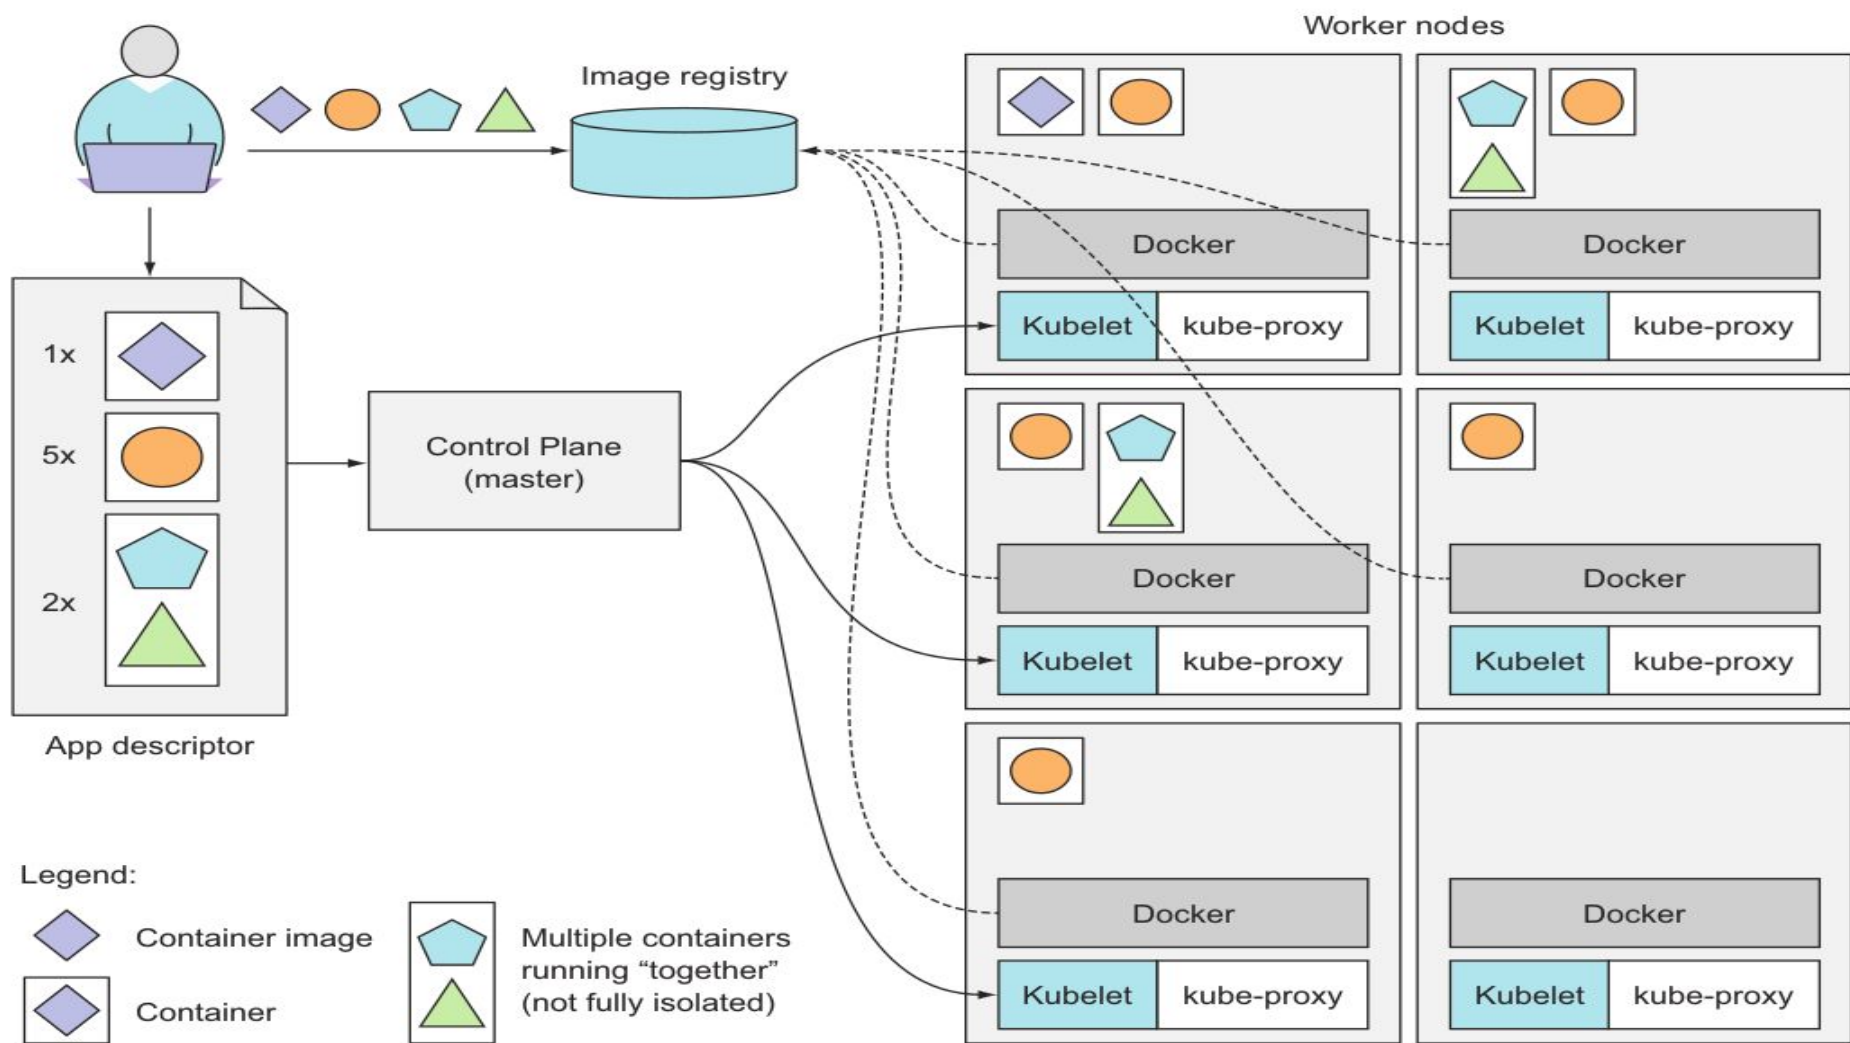 Worker nodes
Image registry
Docker
Docker
Kubelet
kube-proxy
Kubelet
kube-proxy
1x
5x
2x
App descriptor
Control Plane
(master)
Docker
Docker
Kubelet
kube-proxy
Kubelet
kube-proxy
Docker
Docker
Kubelet
kube-proxy
Kubelet
kube-proxy
Legend:
Container image
Container
Multiple containers
running “together”
(not fully isolated)